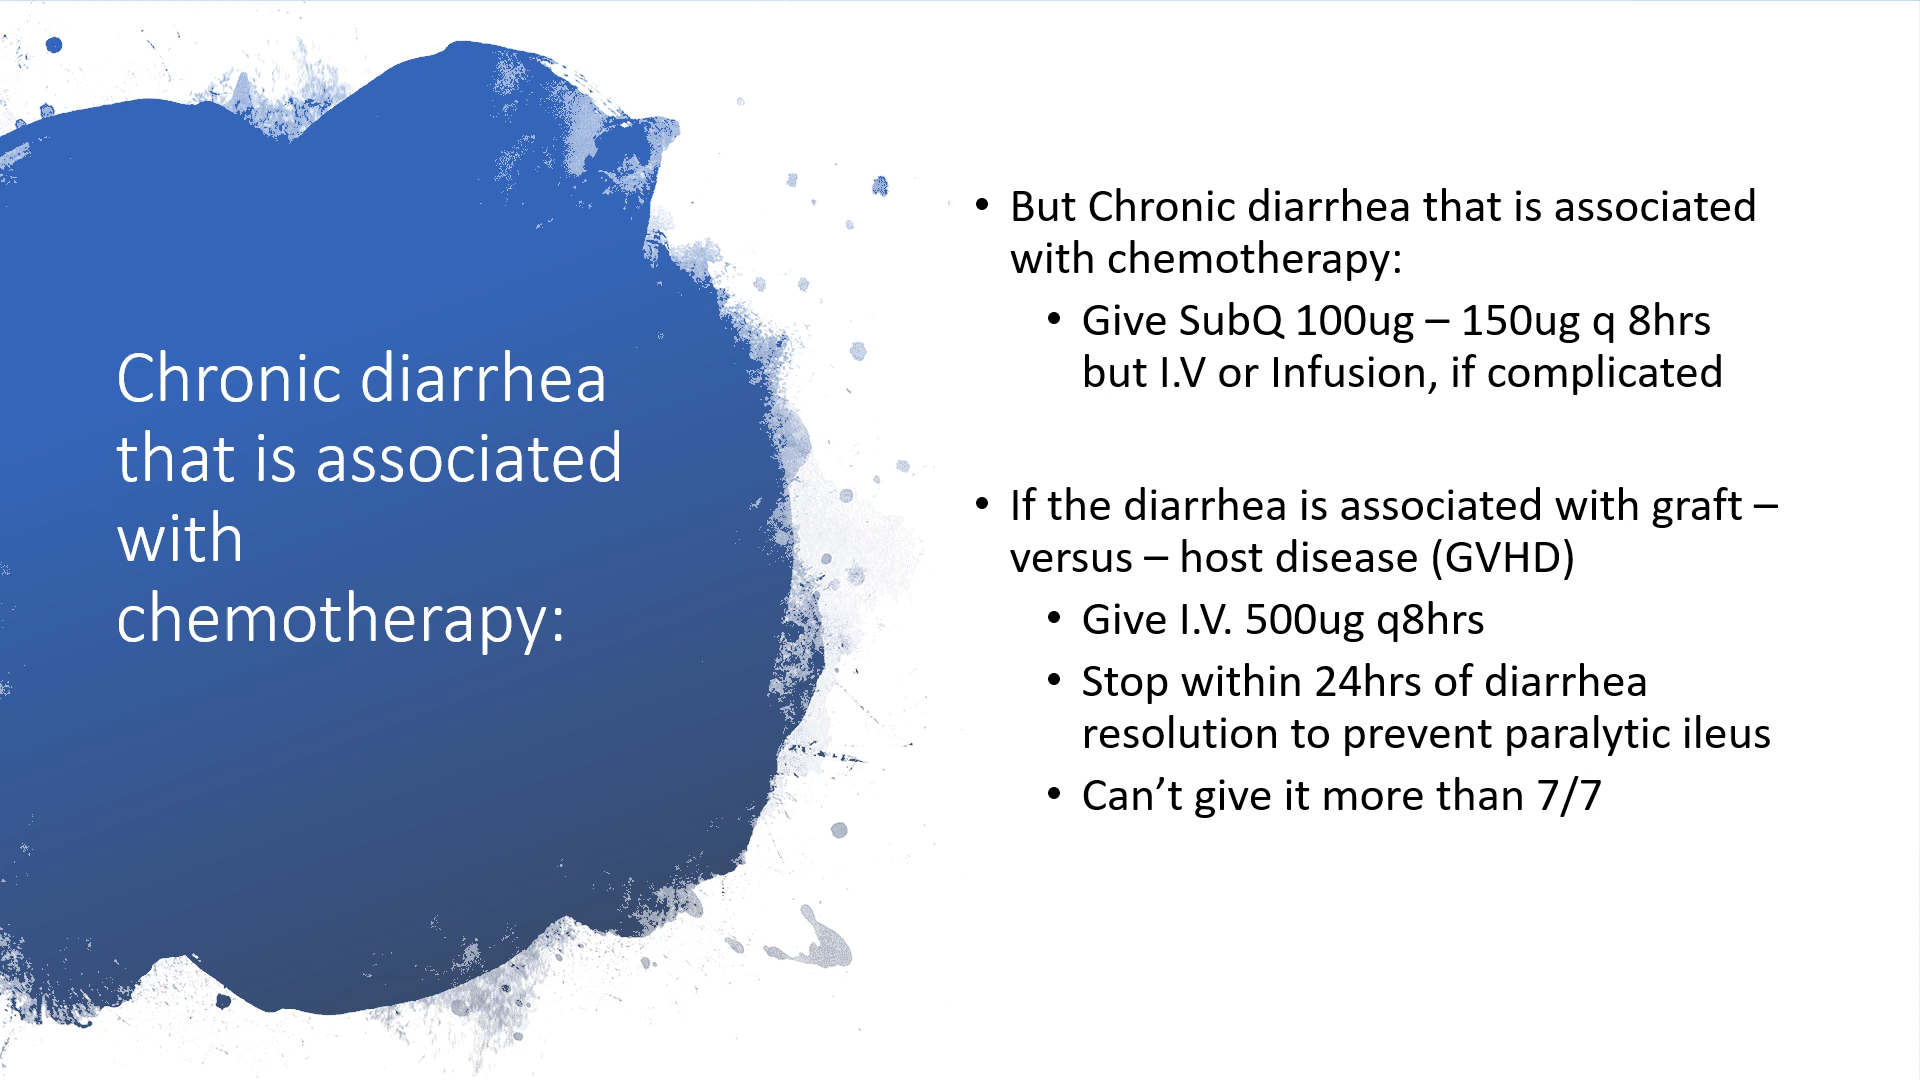 Chronic diarrhea
that is associated
with
chemotherapy:
• But Chronic diarrhea that is associated
with chemotherapy:
• Give SubQ 100ug – 150ug q 8hrs
but I.V or Infusion, if complicated
• If the diarrhea is associated with graft –
versus – host disease (GVHD)
• Give I.V. 500ug q8hrs
• Stop within 24hrs of diarrhea
resolution to prevent paralytic ileus
• Can’t give it more than 7/7